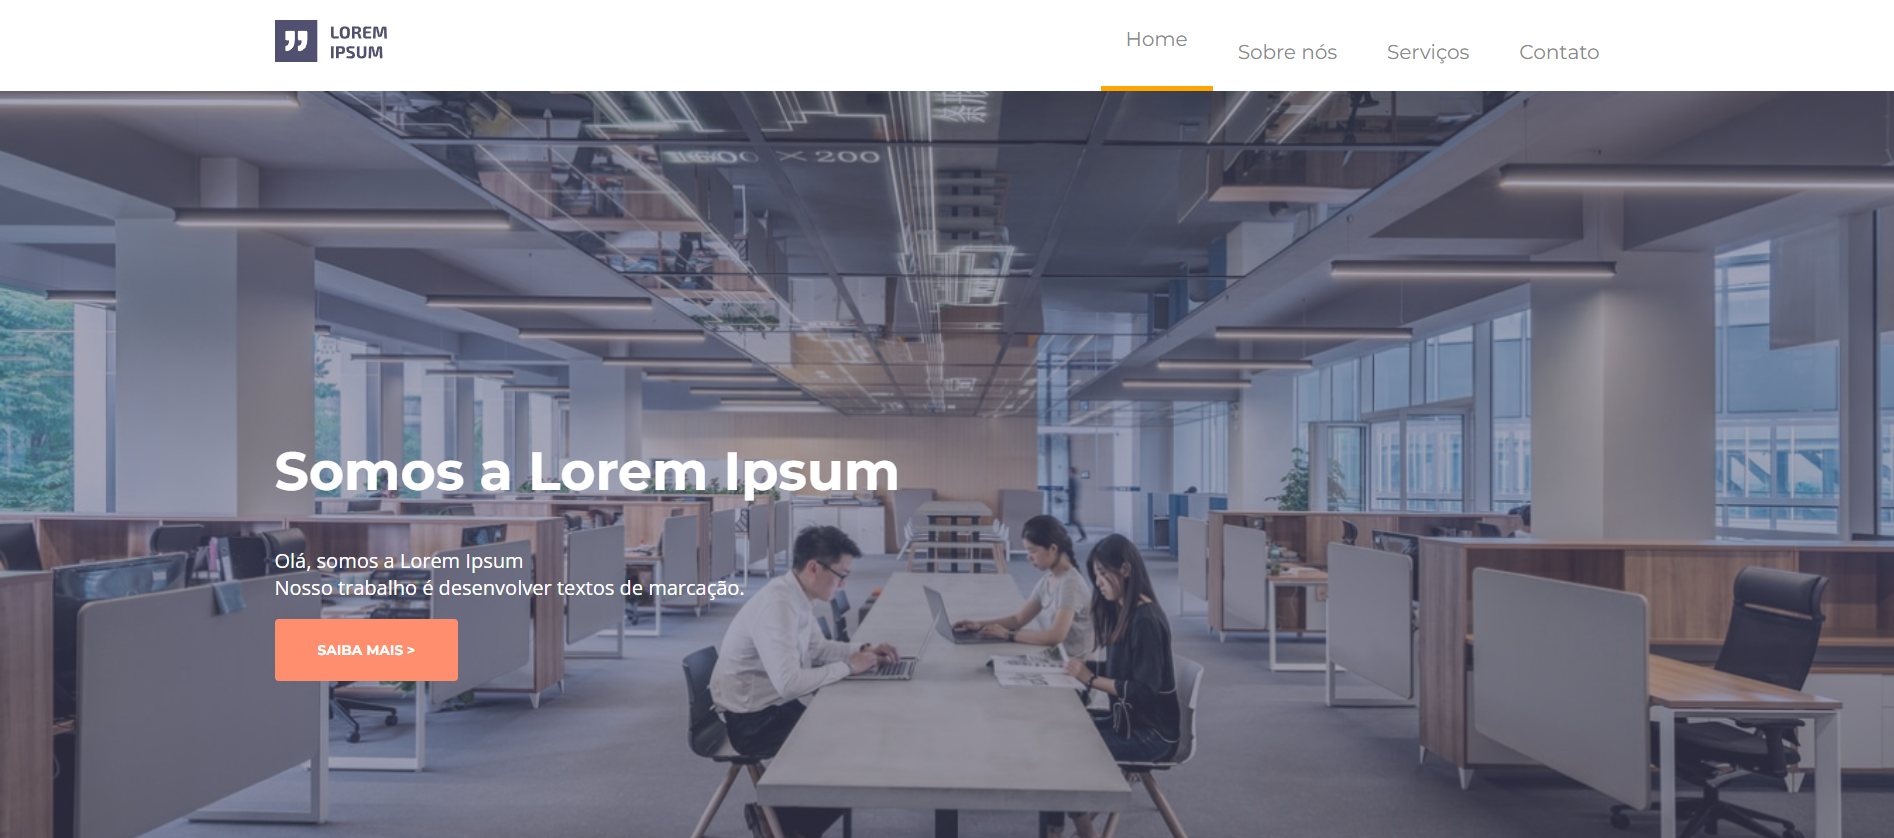 LOREM
IPSUM
Home
Sobre nós
Serviços
Contato
1600 × 200
Somos a Lorem Ipsum
Olá, somos a Lorem Ipsum
Nosso trabalho é desenvolver textos de marcação.
SAIBA MAIS >